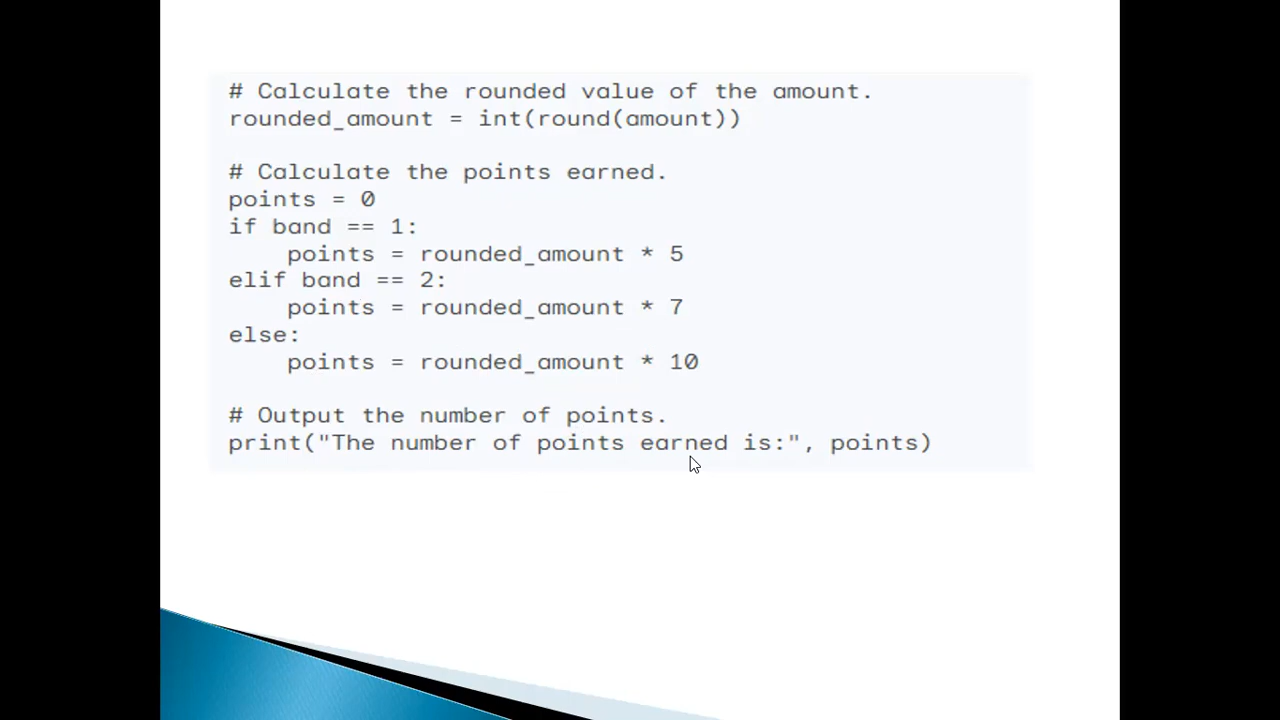 # Calculate the rounded value of the amount.
rounded_amount = int(round(amount))
# Calculate the points earned.
points = 0
if band == 1:
    points = rounded_amount * 5
elif band == 2:
    points = rounded_amount * 7
else:
    points = rounded_amount * 10
# Output the number of points.
print("The number of points earned is:", points)